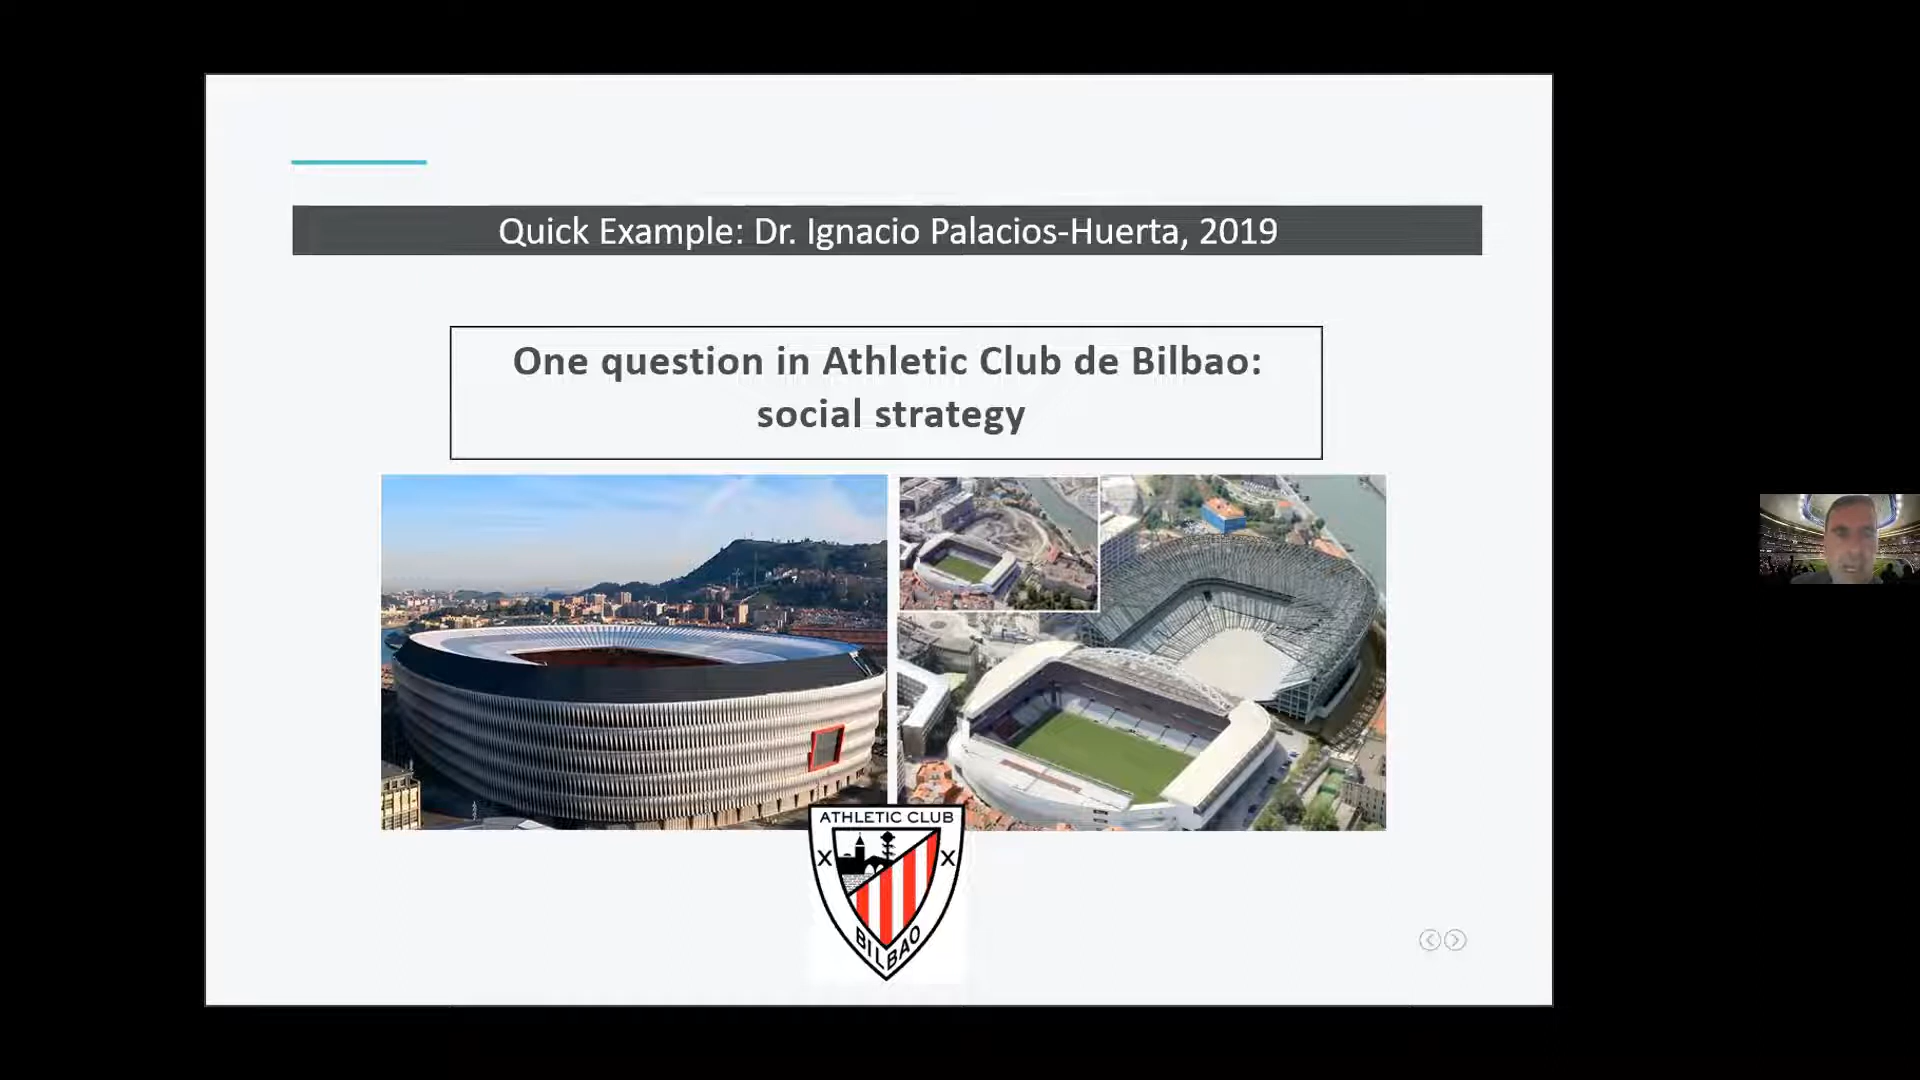 Quick Example: Dr. Ignacio Palacios-Huerta, 2019
One question in Athletic Club de Bilbao:
social strategy
ATHLETIC CLUB
BILBAO